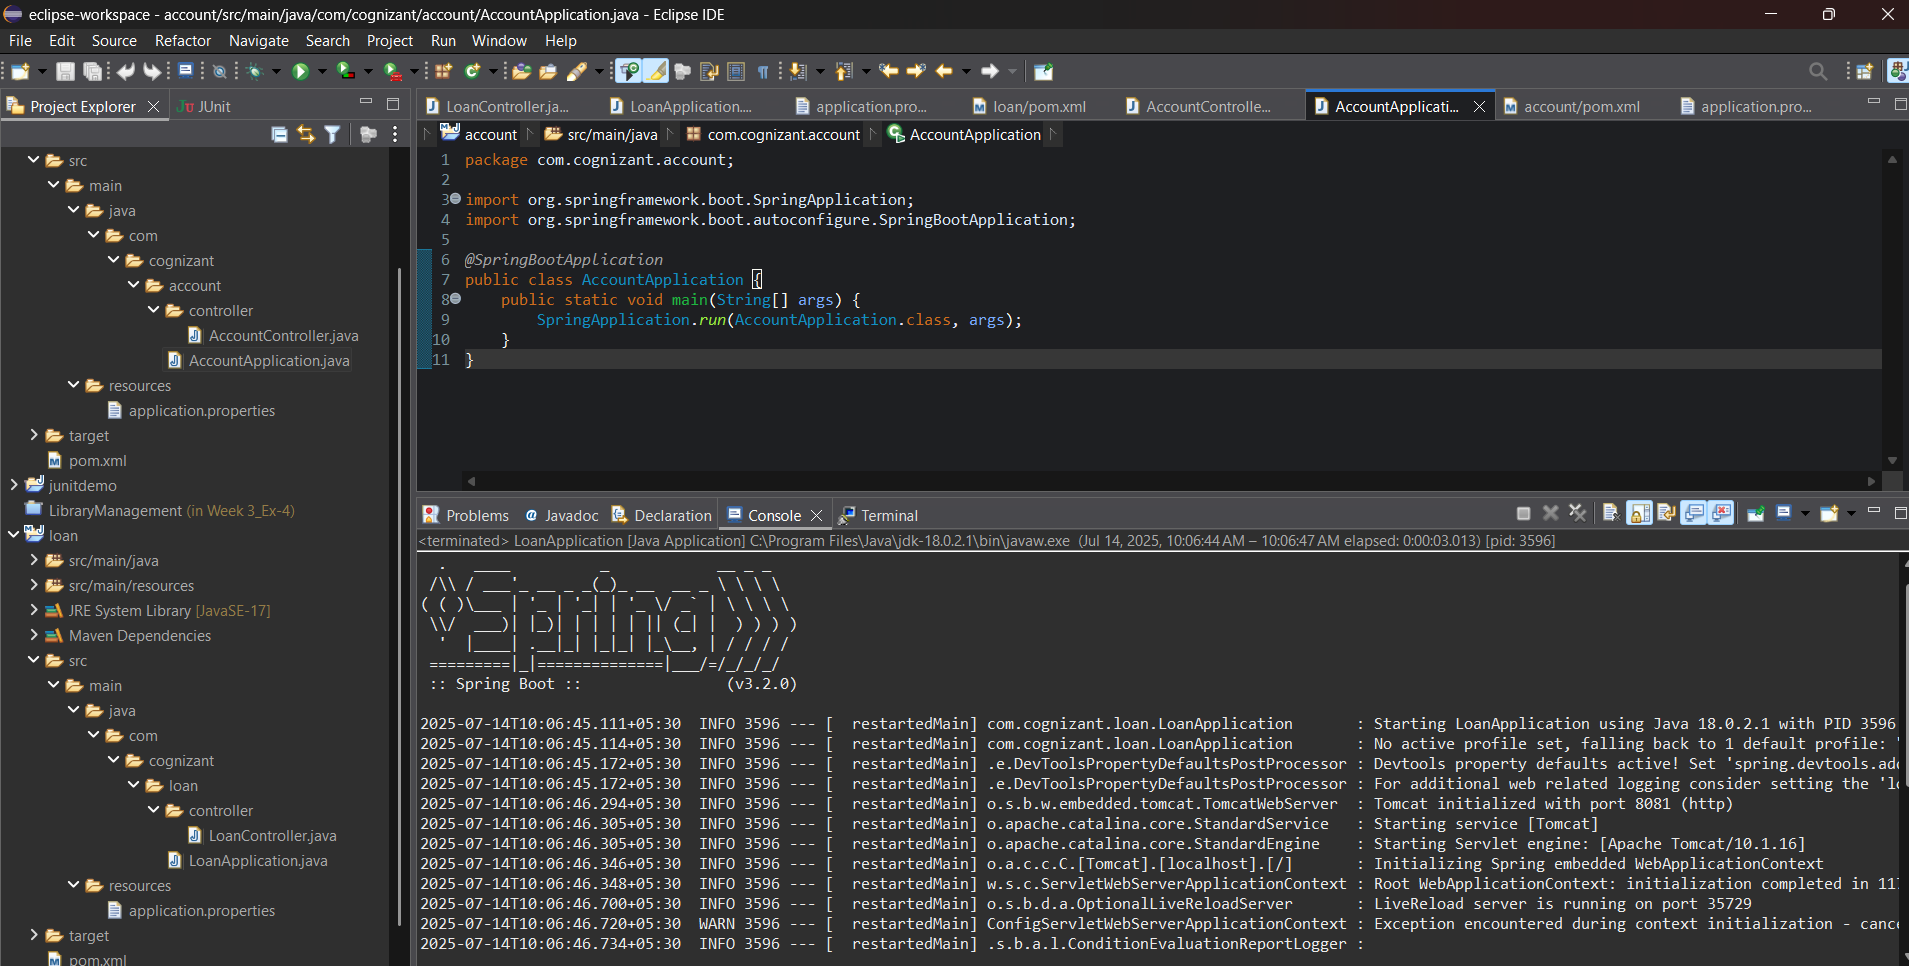 eclipse-workspace - account/src/main/java/com/cognizant/account/AccountApplication.java - Eclipse IDE
File Edit Source Refactor Navigate Search Project Run Window Help
Project Explorer
JUnit
LoanController.ja...
LoanApplication....
application.pro...
loan/pom.xml
AccountControlle...
AccountApplicati...
account/pom.xml
application.pro...
account
src/main/java
com.cognizant.account
AccountApplication
src
main
java
com
cognizant
account
controller
AccountController.java
AccountApplication.java
resources
application.properties
target
pom.xml
junitdemo
LibraryManagement (in Week 3_Ex-4)
loan
src/main/java
src/main/resources
JRE System Library [JavaSE-17]
Maven Dependencies
src
main
java
com
cognizant
loan
controller
LoanController.java
LoanApplication.java
resources
application.properties
target
pom.xml
1 package com.cognizant.account;
2
3 import org.springframework.boot.SpringApplication;
4 import org.springframework.boot.autoconfigure.SpringBootApplication;
5
6 @SpringBootApplication
7 public class AccountApplication {
8     public static void main(String[] args) {
9         SpringApplication.run(AccountApplication.class, args);
10     }
11 }
Problems
Javadoc
Declaration
Console
Terminal
<terminated> LoanApplication [Java Application] C:\Program Files\Java\jdk-18.0.2.1\bin\javaw.exe (Jul 14, 2025, 10:06:44 AM – 10:06:47 AM elapsed: 0:00:03.013) [pid: 3596]
  .   ____          _            __ _ _
 /\\ / ___'_ __ _ _(_)_ __  __ _ \ \ \ \
( ( )\___ | '_ | '_| | '_ \/ _` | \ \ \ \
 \\/  ___)| |_)| | | | | || (_| |  ) ) ) )
  '  |____| .__|_| |_|_| |_\__, | / / / /
 =========|_|==============|___/=/_/_/_/
 :: Spring Boot ::                (v3.2.0)
2025-07-14T10:06:45.111+05:30  INFO 3596 --- [  restartedMain] com.cognizant.loan.LoanApplication       : Starting LoanApplication using Java 18.0.2.1 with PID 3596
2025-07-14T10:06:45.114+05:30  INFO 3596 --- [  restartedMain] com.cognizant.loan.LoanApplication       : No active profile set, falling back to 1 default profile: '
2025-07-14T10:06:45.172+05:30  INFO 3596 --- [  restartedMain] .e.DevToolsPropertyDefaultsPostProcessor : Devtools property defaults active! Set 'spring.devtools.add
2025-07-14T10:06:45.172+05:30  INFO 3596 --- [  restartedMain] .e.DevToolsPropertyDefaultsPostProcessor : For additional web related logging consider setting the 'lo
2025-07-14T10:06:46.294+05:30  INFO 3596 --- [  restartedMain] o.s.b.w.embedded.tomcat.TomcatWebServer  : Tomcat initialized with port 8081 (http)
2025-07-14T10:06:46.305+05:30  INFO 3596 --- [  restartedMain] o.apache.catalina.core.StandardService   : Starting service [Tomcat]
2025-07-14T10:06:46.305+05:30  INFO 3596 --- [  restartedMain] o.apache.catalina.core.StandardEngine    : Starting Servlet engine: [Apache Tomcat/10.1.16]
2025-07-14T10:06:46.346+05:30  INFO 3596 --- [  restartedMain] o.a.c.c.C.[Tomcat].[localhost].[/]       : Initializing Spring embedded WebApplicationContext
2025-07-14T10:06:46.348+05:30  INFO 3596 --- [  restartedMain] w.s.c.ServletWebServerApplicationContext : Root WebApplicationContext: initialization completed in 117
2025-07-14T10:06:46.700+05:30  INFO 3596 --- [  restartedMain] o.s.b.d.a.OptionalLiveReloadServer       : LiveReload server is running on port 35729
2025-07-14T10:06:46.720+05:30  WARN 3596 --- [  restartedMain] ConfigServletWebServerApplicationContext : Exception encountered during context initialization - cance
2025-07-14T10:06:46.734+05:30  INFO 3596 --- [  restartedMain] .s.b.a.l.ConditionEvaluationReportLogger :